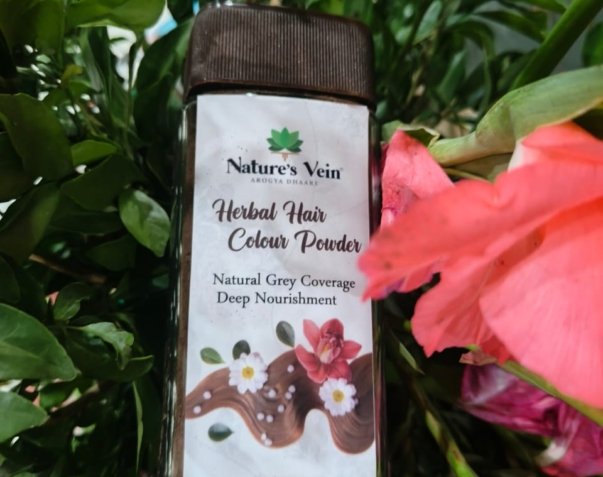 Nature's Vein
AROGYA DHAARE
Herbal Hair
Colour Powder
Natural Grey Coverage
Deep Nourishment